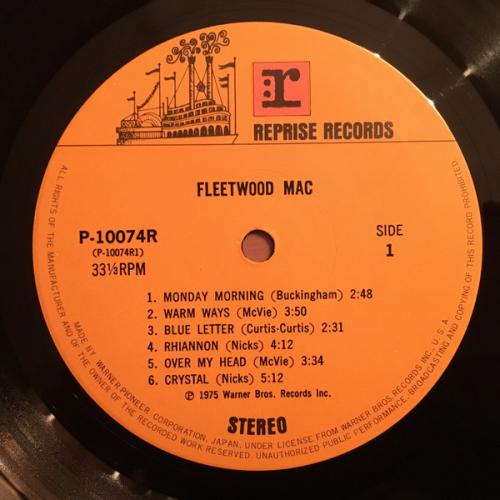 r
REPRISE RECORDS
FLEETWOOD MAC
P-10074R
(P-10074R1)
33⅓RPM
SIDE
1
1. MONDAY MORNING (Buckingham) 2:48
2. WARM WAYS (McVie) 3:50
3. BLUE LETTER (Curtis-Curtis) 2:31
4. RHIANNON (Nicks) 4:12
5. OVER MY HEAD (McVie) 3:34
6. CRYSTAL (Nicks) 5:12
℗ 1975 Warner Bros. Records Inc.
STEREO
MADE BY WARNER-PIONEER CORPORATION, JAPAN, UNDER LICENSE FROM WARNER BROS. RECORDS INC., U.S.A.
ALL RIGHTS OF THE MANUFACTURER AND OF THE OWNER OF THE RECORDED WORK RESERVED. UNAUTHORIZED PUBLIC PERFORMANCE, BROADCASTING AND COPYING OF THIS RECORD PROHIBITED